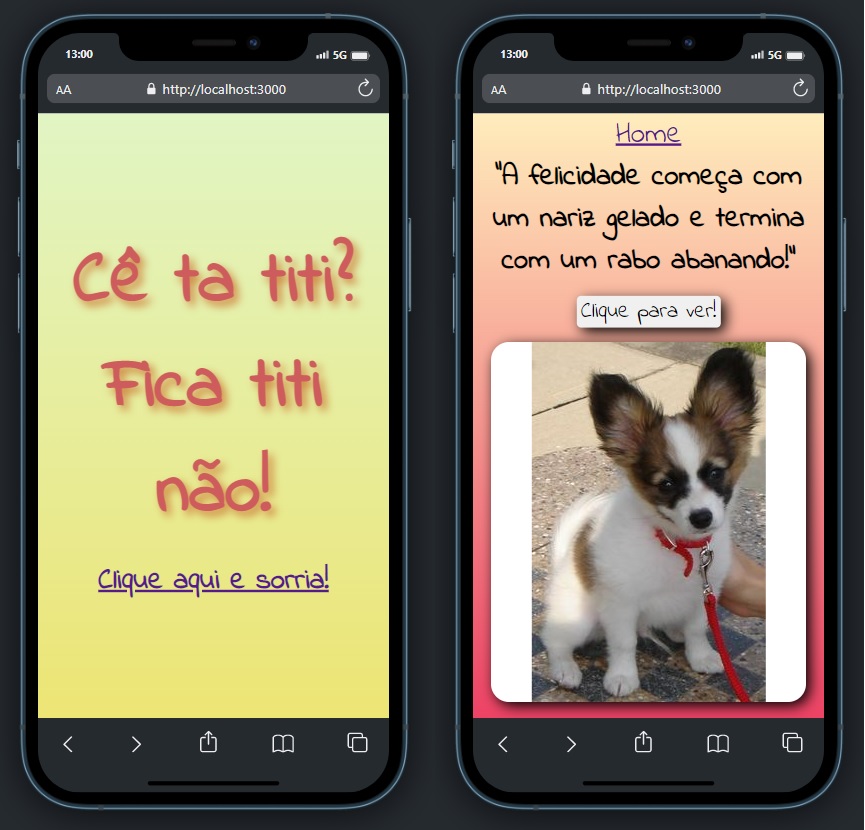 13:00
5G
AA
http://localhost:3000
Cê ta titi?
Fica titi
não!
Clique aqui e sorria!
13:00
5G
AA
http://localhost:3000
Home
"A felicidade começa com
um nariz gelado e termina
com um rabo abanando!"
Clique para ver!